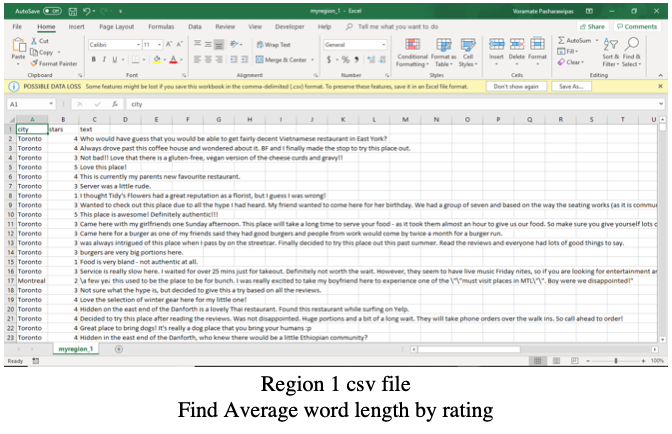 AutoSave Off myregion_1 - Excel Voramate Pacharawipas
File Home Insert Page Layout Formulas Data Review View Developer Help Tell me what you want to do Share Comments
Paste Cut Copy Format Painter Calibri 11 A A Wrap Text General Conditional Formatting Format as Table Cell Styles Insert Delete Format AutoSum Fill Clear Sort & Filter Find & Select
B I U A Merge & Center $ % 9
Clipboard Font Alignment Number Styles Cells Editing
POSSIBLE DATA LOSS Some features might be lost if you save this workbook in the comma-delimited (.csv) format. To preserve these features, save it in an Excel file format. Don't show again Save As...
A1 fx city
A B C D E F G H I J K L M N O P Q R S T U
1 city stars text
2 Toronto 4 Who would have guess that you would be able to get fairly decent Vietnamese restaurant in East York?
3 Toronto 4 Always drove past this coffee house and wondered about it. BF and I finally made the stop to try this place out.
4 Toronto 3 Not bad!! Love that there is a gluten-free, vegan version of the cheese curds and gravy!!
5 Toronto 5 Love this place!
6 Toronto 4 This is currently my parents new favourite restaurant.
7 Toronto 3 Server was a little rude.
8 Toronto 1 I thought Tidy's Flowers had a great reputation as a florist, but I guess I was wrong!
9 Toronto 4 Wanted to check out this place due to all the hype I had heard. My friend wanted to come here for her birthday. We had a group of seven and based on the way the seating works (as it is commu
10 Toronto 5 This place is awesome! Definitely authentic!!!
11 Toronto 3 Came here with my girlfriends one Sunday afternoon. This place will take a long time to serve your food - as it took them almost an hour to give us our food. So make sure you give yourself lots o
12 Toronto 3 Came here for a burger as one of my friends said they had good burgers and people from work would come by twice a month for a burger run.
13 Toronto 3 was always intrigued of this place when I pass by on the streetcar. Finally decided to try this place out this past summer. Read the reviews and everyone had lots of good things to say.
14 Toronto 3 burgers are very big portions here.
15 Toronto 1 Food is very bland - not authentic at all.
16 Toronto 3 Service is really slow here. I waited for over 25 mins just for takeout. Definitely not worth the wait. However, they seem to have live music Friday nites, so if you are looking for entertainment a
17 Montreal 2 \a few yea this used to be the place to be for bunch. I was really excited to take my boyfriend here to experience one of the \"\"most visit places in MTL\"\". Boy were we disappointed!"
18 Toronto 3 Not sure what the hype is, but decided to give this a try based on all the reviews.
19 Toronto 4 Love the selection of winter gear here for my little one!
20 Toronto 4 Hidden on the east end of the Danforth is a lovely Thai restaurant. Found this restaurant while surfing on Yelp.
21 Toronto 4 Decided to try this place after reading the reviews. Was not disappointed. Huge portions and a bit of a long wait. They will take phone orders over the walk ins. So call ahead to order!
22 Toronto 4 Great place to bring dogs! It's really a dog place that you bring your humans :p
23 Toronto 4 Hidden in the east end of the Danforth, who knew there would be a little Ethiopian community?
myregion_1
Ready 100%
Region 1 csv file
Find Average word length by rating